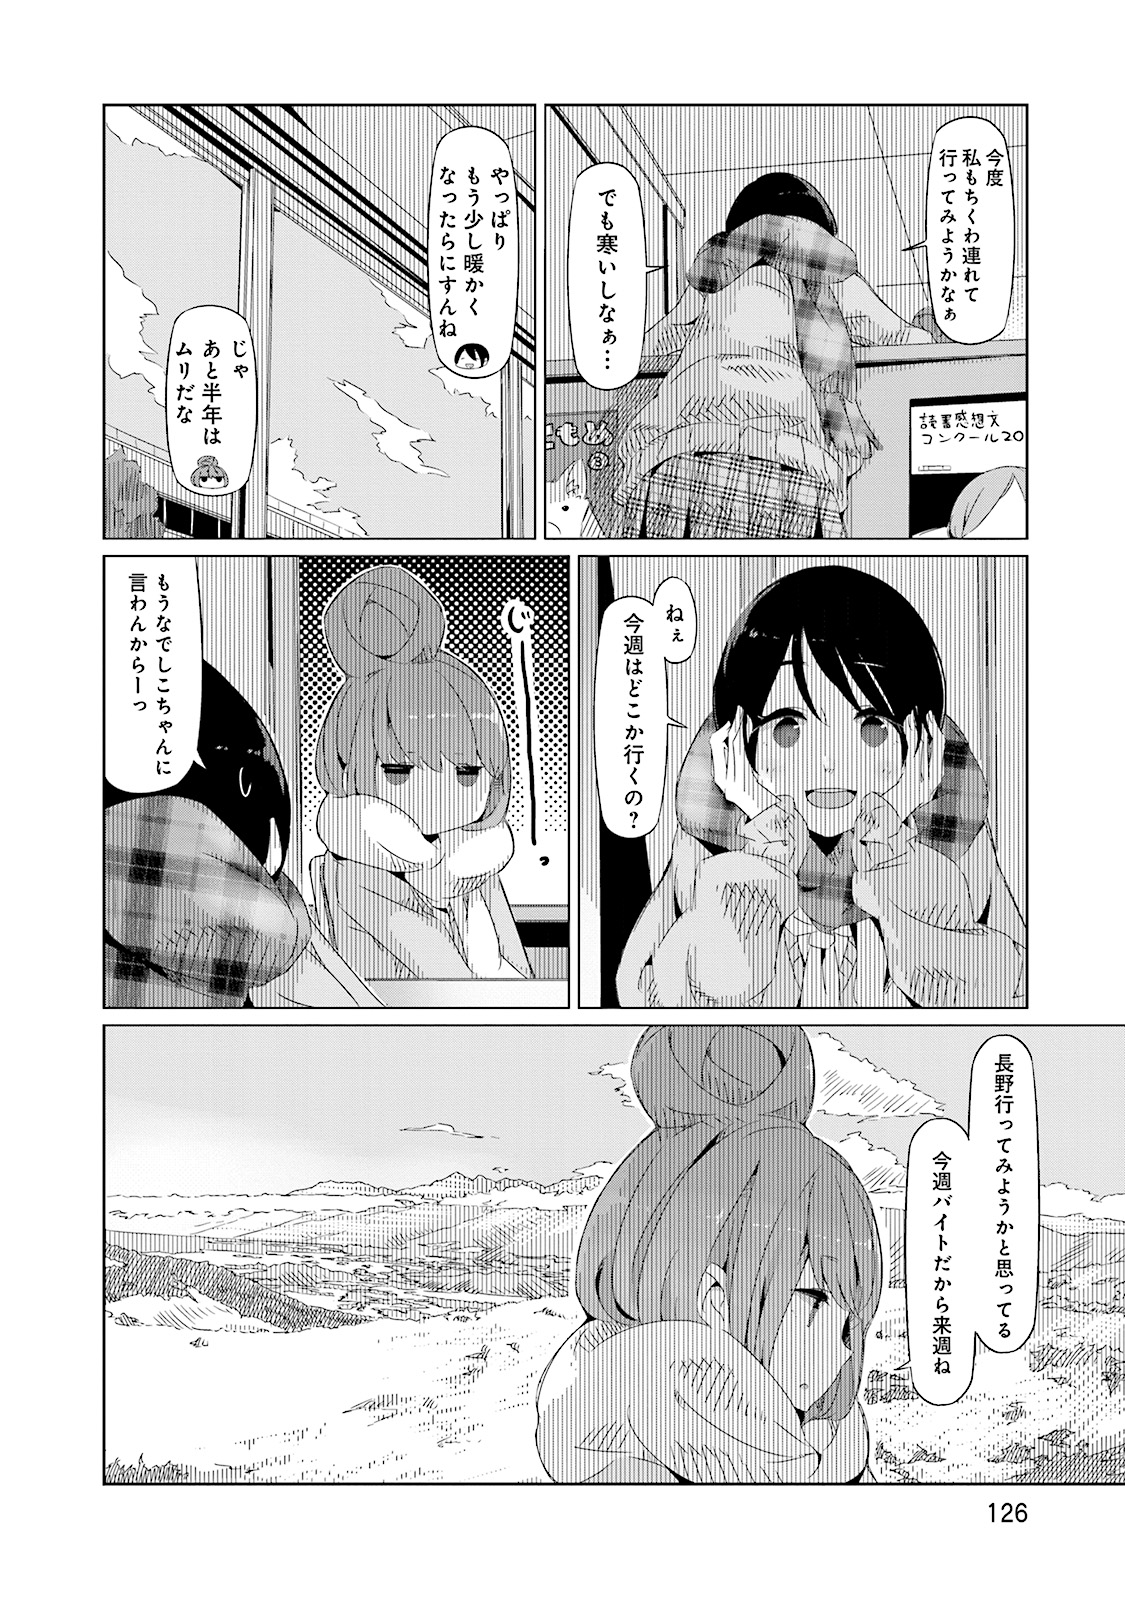 今度
私もちくわ連れて
行ってみようかなぁ
でも寒いしなぁ…
読書感想文
コンクール20
ともめ
③
やっぱり
もう少し暖かく
なったらにすんね
じゃ
あと半年は
ムリだな
ねぇ
今週はどこか行くの?
じーーっ
もうなでしこちゃんに
言わんからーっ
長野行ってみようかと思ってる
今週バイトだから来週ね
126